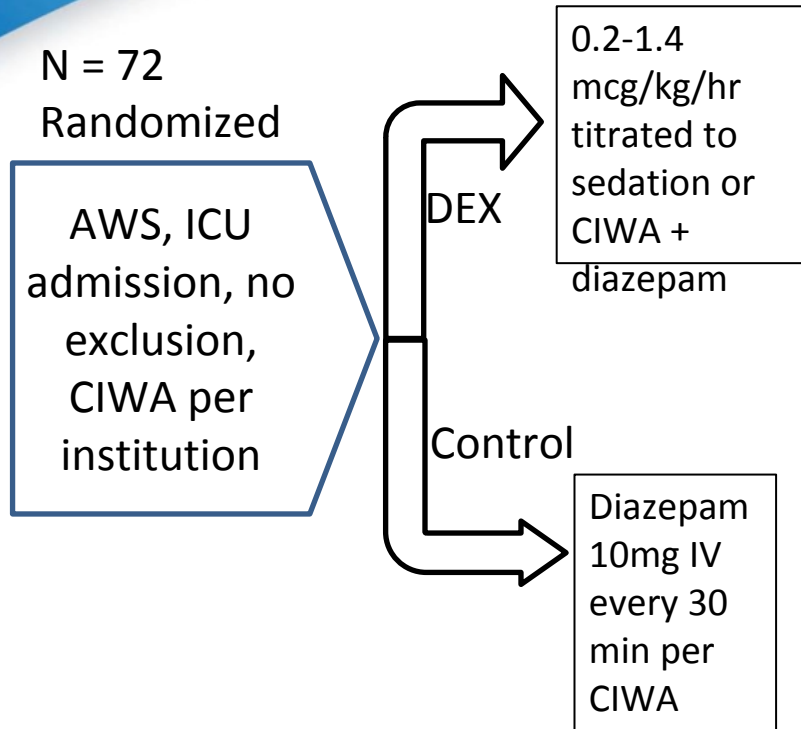 N = 72
Randomized
AWS, ICU
admission, no
exclusion,
CIWA per
institution
DEX
0.2-1.4
mcg/kg/hr
titrated to
sedation or
CIWA +
diazepam
Control
Diazepam
10mg IV
every 30
min per
CIWA